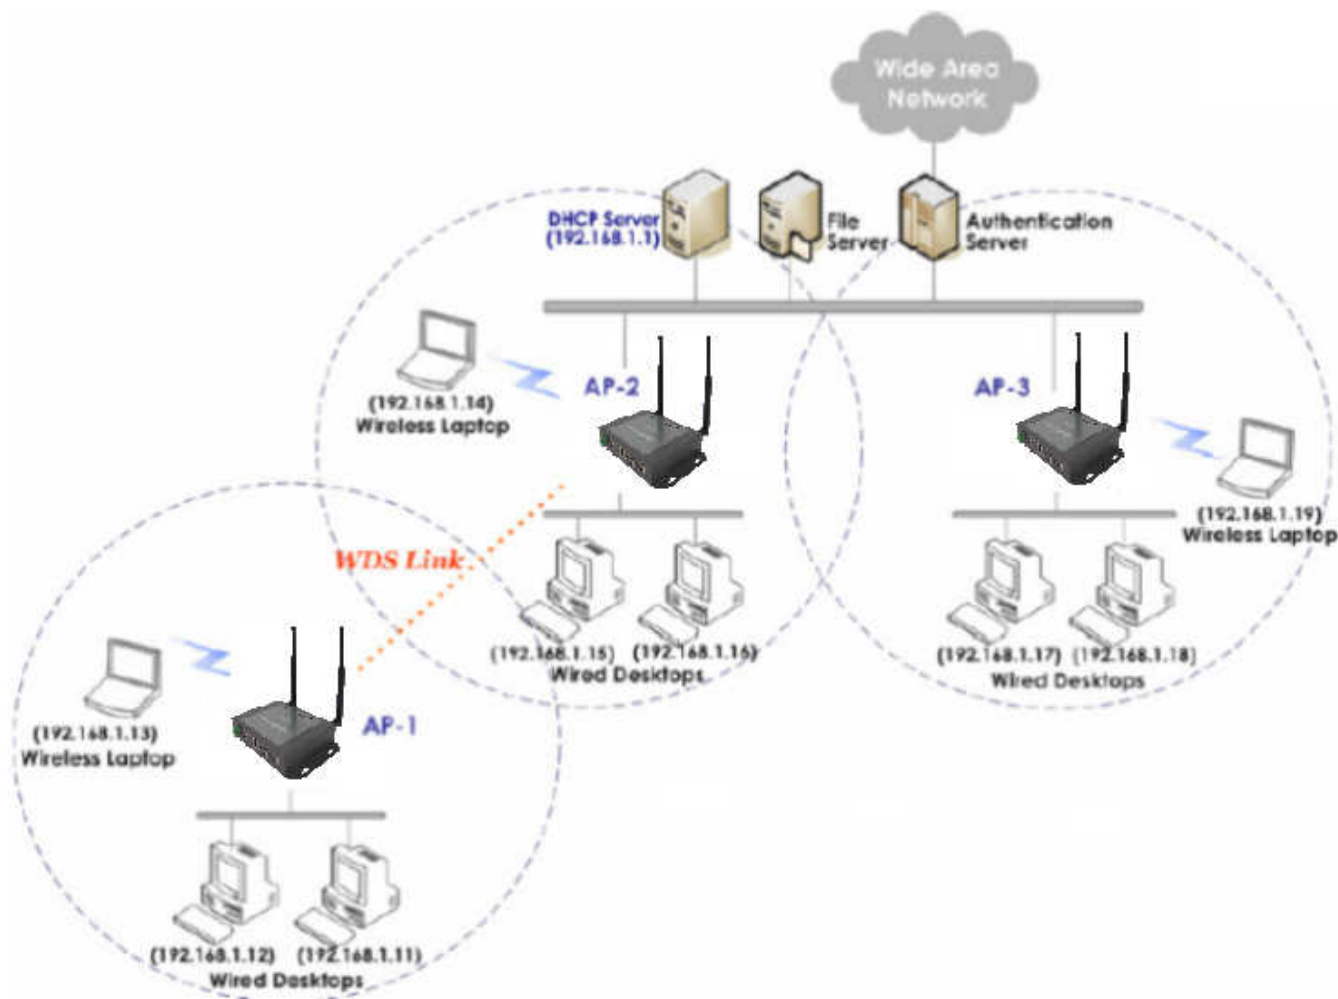 Wide Area
Network
DHCP Server
(192.168.1.1)
File
Server
Authentication
Server
AP-2
AP-3
(192.168.1.14)
Wireless Laptop
(192.168.1.19)
Wireless Laptop
WDS Link
(192.168.1.15) (192.168.1.16)
Wired Desktops
(192.168.1.17) (192.168.1.18)
Wired Desktops
AP-1
(192.168.1.13)
Wireless Laptop
(192.168.1.12) (192.168.1.11)
Wired Desktops